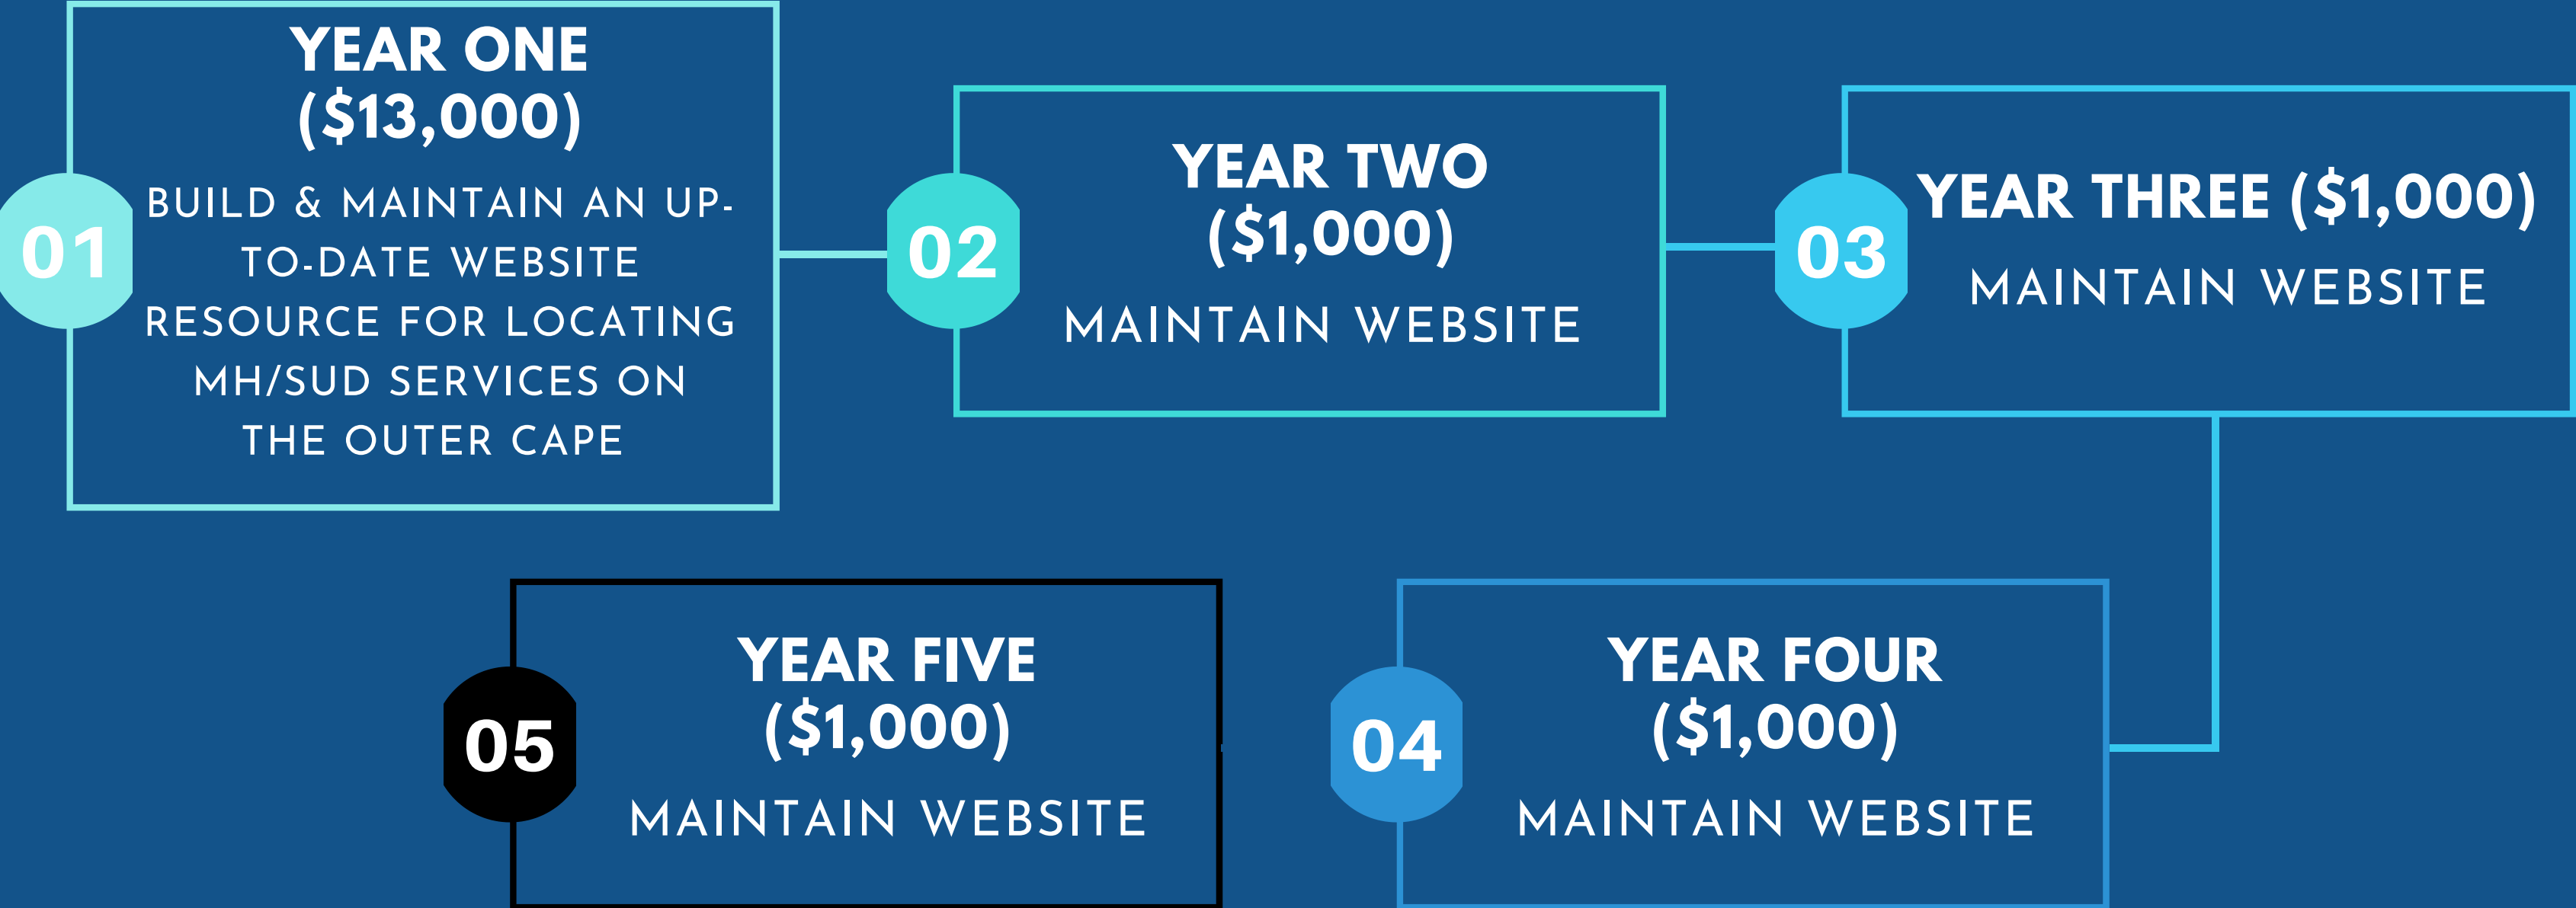 01
YEAR ONE
($13,000)
BUILD & MAINTAIN AN UP-
TO-DATE WEBSITE
RESOURCE FOR LOCATING
MH/SUD SERVICES ON
THE OUTER CAPE
02
YEAR TWO
($1,000)
MAINTAIN WEBSITE
03
YEAR THREE ($1,000)
MAINTAIN WEBSITE
04
YEAR FOUR
($1,000)
MAINTAIN WEBSITE
05
YEAR FIVE
($1,000)
MAINTAIN WEBSITE